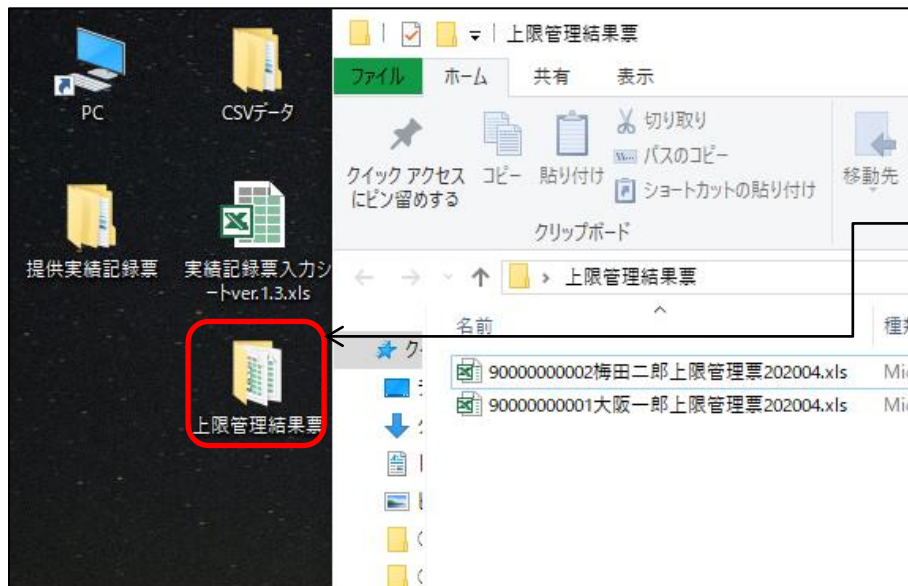 PC
CSVデータ
提供実績記録票
実績記録票入力シ
ートver.1.3.xls
上限管理結果票
上限管理結果票
ファイル
ホーム
共有
表示
クイック アクセス
にピン留めする
コピー
貼り付け
切り取り
パスのコピー
ショートカットの貼り付け
移動先
クリップボード
上限管理結果票
名前
90000000002梅田二郎上限管理票202004.xls
90000000001大阪一郎上限管理票202004.xls